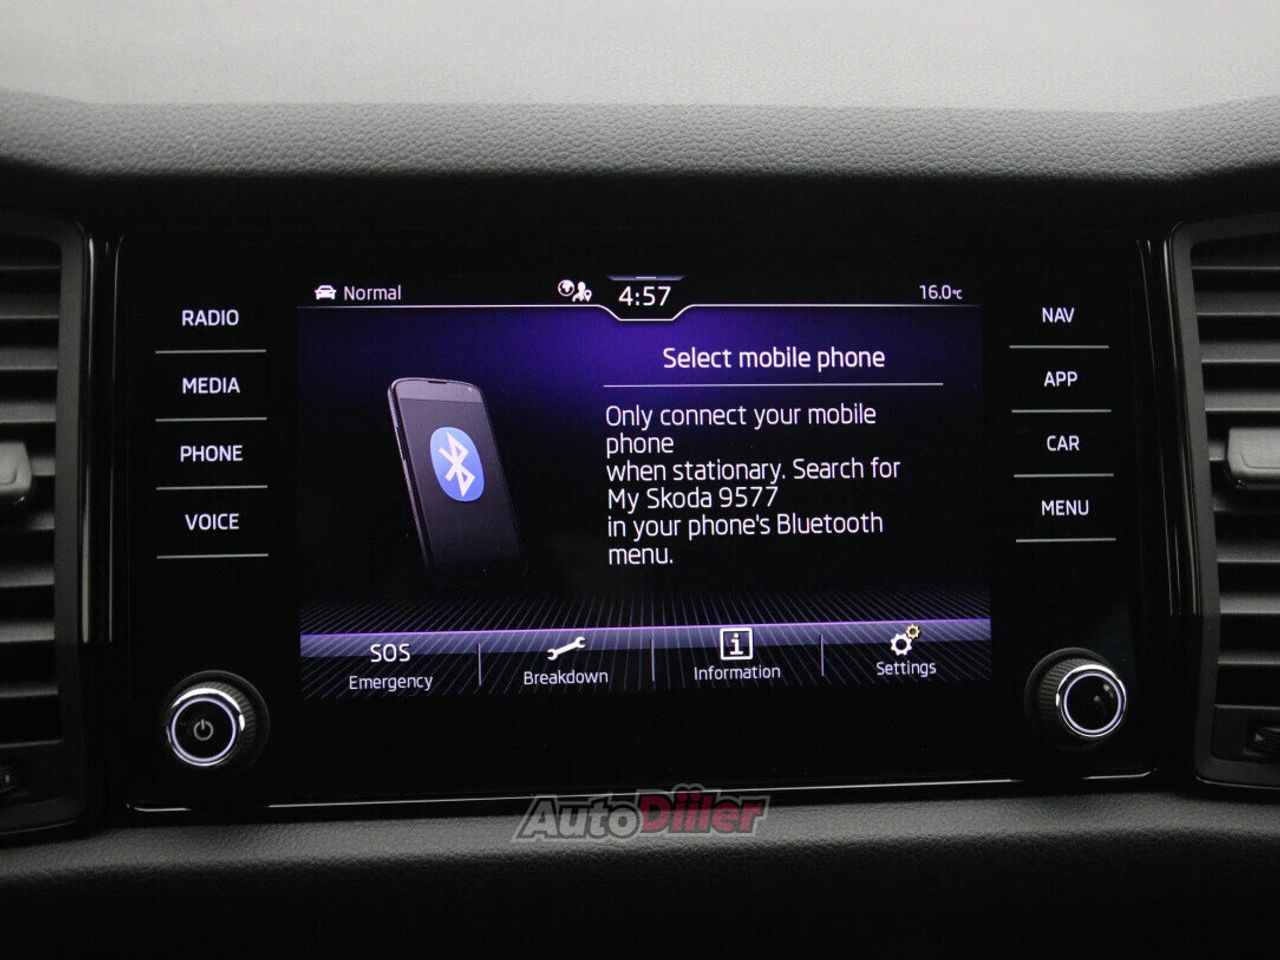 Normal
4:57
16.0°C
RADIO
MEDIA
PHONE
VOICE
NAV
APP
CAR
MENU
Select mobile phone
Only connect your mobile
phone
when stationary. Search for
My Skoda 9577
in your phone's Bluetooth
menu.
SOS
Emergency
Breakdown
i
Information
Settings
AutoDiiler